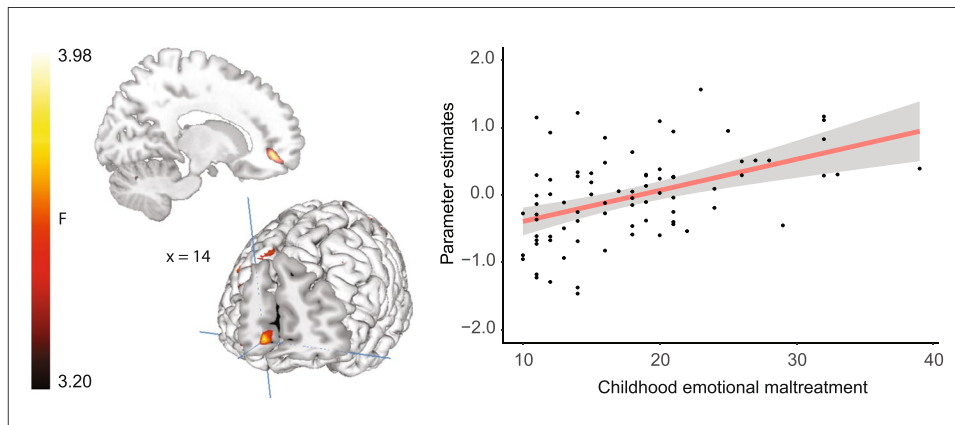 3.98
F
3.20
x = 14
Parameter estimates
2.0
1.0
0.0
−1.0
−2.0
10
20
30
40
Childhood emotional maltreatment